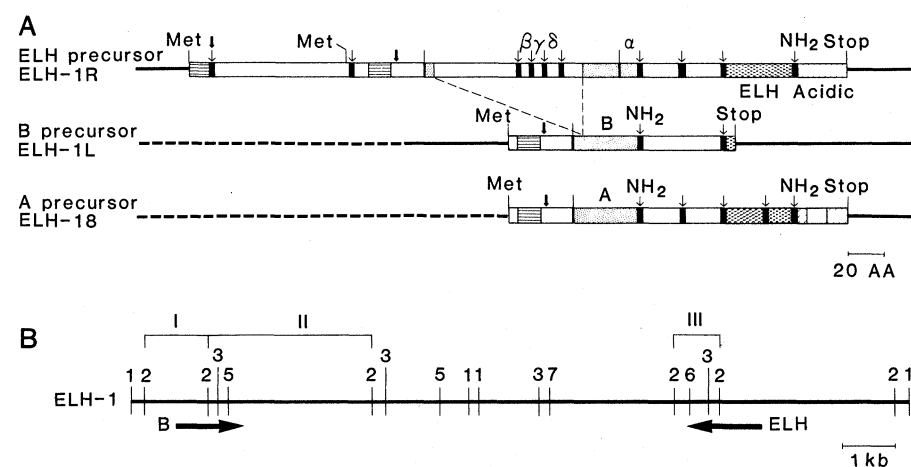 A
Met Met βγδ α NH2 Stop
ELH precursor
ELH-1R
ELH Acidic
Met B NH2 Stop
B precursor
ELH-1L
Met A NH2 NH2 Stop
A precursor
ELH-18
20 AA
B
I II III
3 3 3
1 2 2 5 2 5 1 1 3 7 2 6 2 2 1
ELH-1
B ELH
1 kb